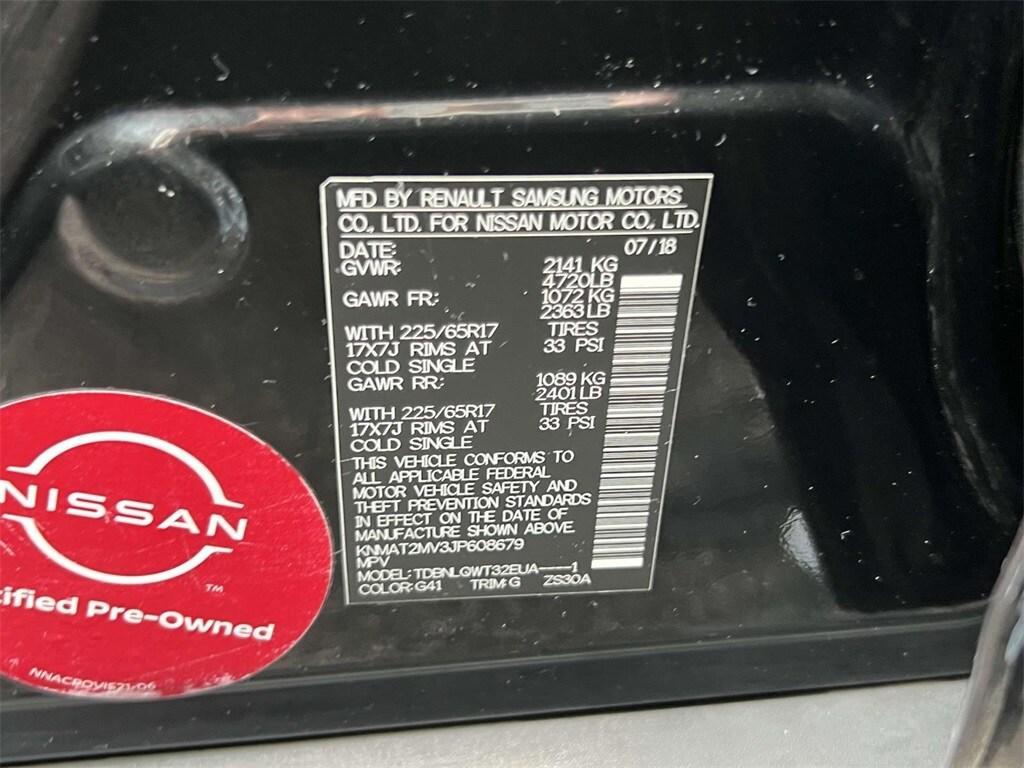 MFD BY RENAULT SAMSUNG MOTORS
CO., LTD. FOR NISSAN MOTOR CO., LTD.
DATE: 07/18
GVWR: 2141 KG
4720LB
GAWR FR: 1072 KG
2363LB
WITH 225/65R17 TIRES
17X7J RIMS AT 33 PSI
COLD SINGLE
GAWR RR: 1089 KG
2401LB
WITH 225/65R17 TIRES
17X7J RIMS AT 33 PSI
COLD SINGLE
THIS VEHICLE CONFORMS TO
ALL APPLICABLE FEDERAL
MOTOR VEHICLE SAFETY AND
THEFT PREVENTION STANDARDS
IN EFFECT ON THE DATE OF
MANUFACTURE SHOWN ABOVE.
KNMAT2MV3JP608679
MPV
MODEL: TDBNLQWT32EUA----1
COLOR: G41 TRIM: G ZS30A
NISSAN
TM
tified Pre-Owned